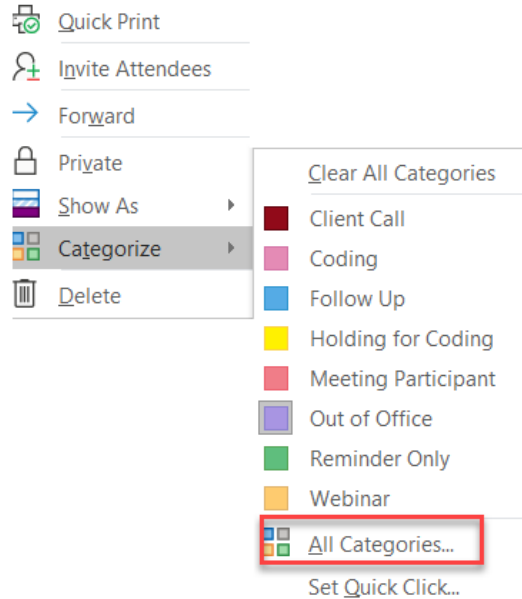 Quick Print
Invite Attendees
Forward
Private
Show As
Categorize
Delete
Clear All Categories
Client Call
Coding
Follow Up
Holding for Coding
Meeting Participant
Out of Office
Reminder Only
Webinar
All Categories...
Set Quick Click...